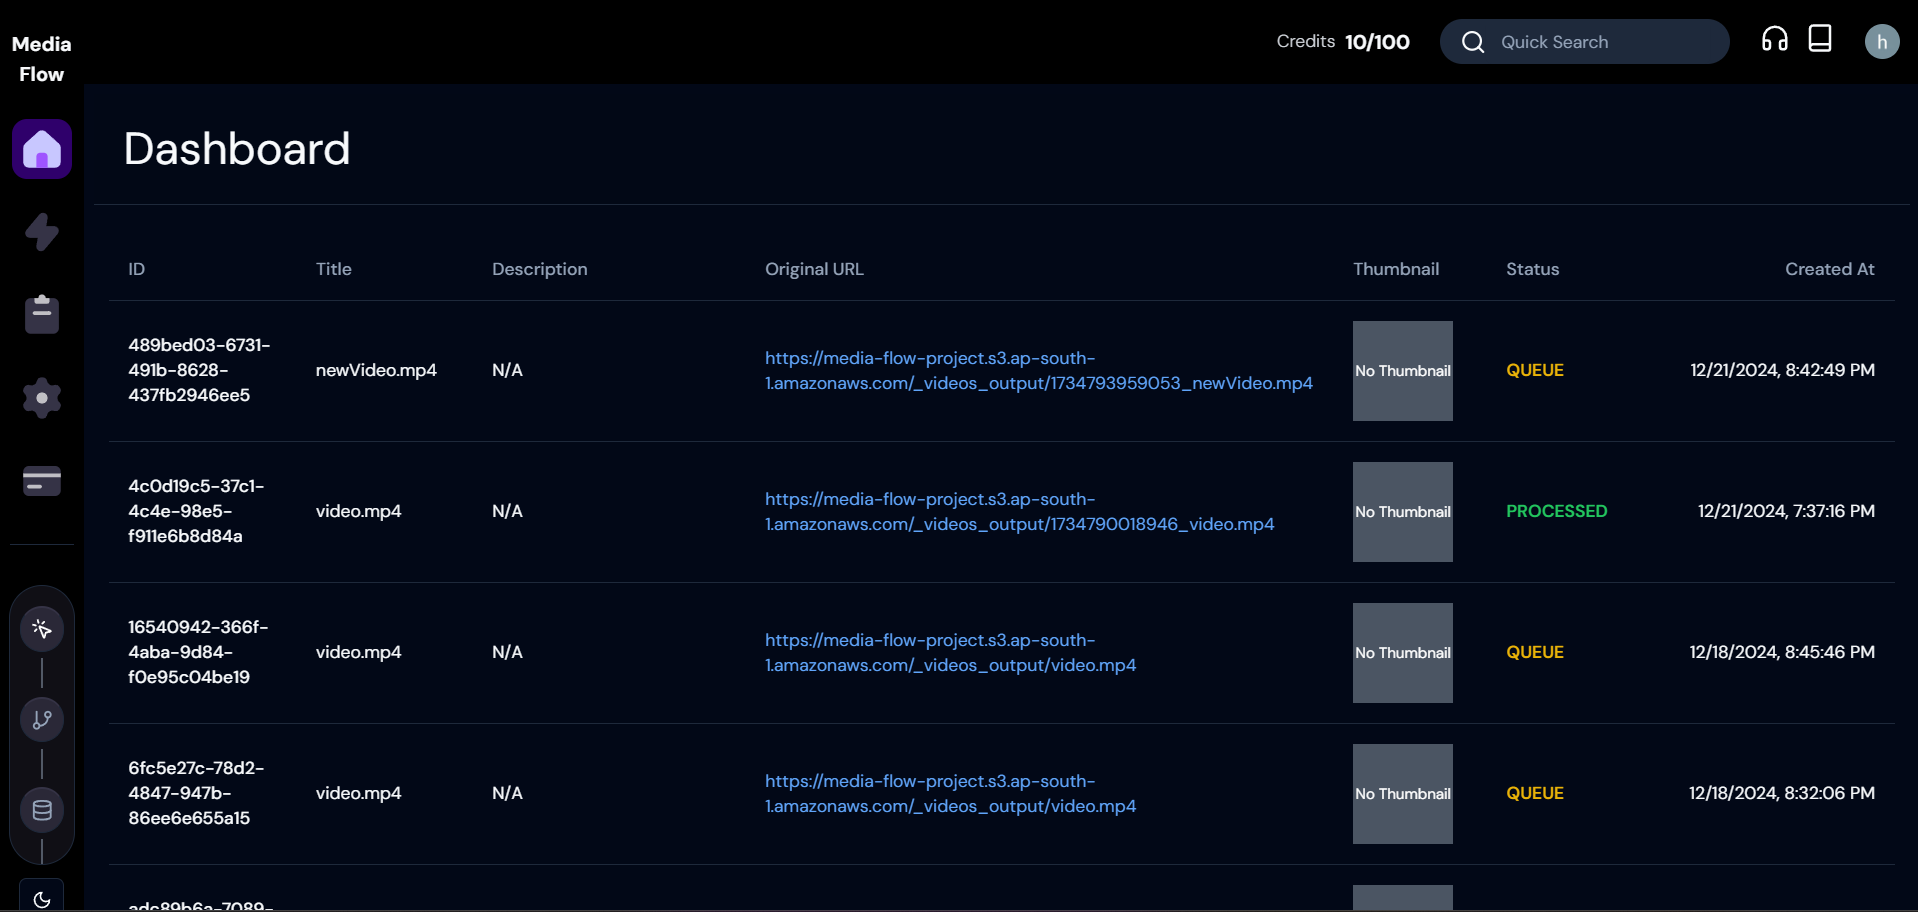 Media
Flow
Credits 10/100
Quick Search
h
Dashboard
ID Title Description Original URL Thumbnail Status Created At
489bed03-6731-
491b-8628-
437fb2946ee5
newVideo.mp4
N/A
https://media-flow-project.s3.ap-south-
1.amazonaws.com/_videos_output/1734793959053_newVideo.mp4
No Thumbnail
QUEUE
12/21/2024, 8:42:49 PM
4c0d19c5-37c1-
4c4e-98e5-
f911e6b8d84a
video.mp4
N/A
https://media-flow-project.s3.ap-south-
1.amazonaws.com/_videos_output/1734790018946_video.mp4
No Thumbnail
PROCESSED
12/21/2024, 7:37:16 PM
16540942-366f-
4aba-9d84-
f0e95c04be19
video.mp4
N/A
https://media-flow-project.s3.ap-south-
1.amazonaws.com/_videos_output/video.mp4
No Thumbnail
QUEUE
12/18/2024, 8:45:46 PM
6fc5e27c-78d2-
4847-947b-
86ee6e655a15
video.mp4
N/A
https://media-flow-project.s3.ap-south-
1.amazonaws.com/_videos_output/video.mp4
No Thumbnail
QUEUE
12/18/2024, 8:32:06 PM
adc89b6a-7089-